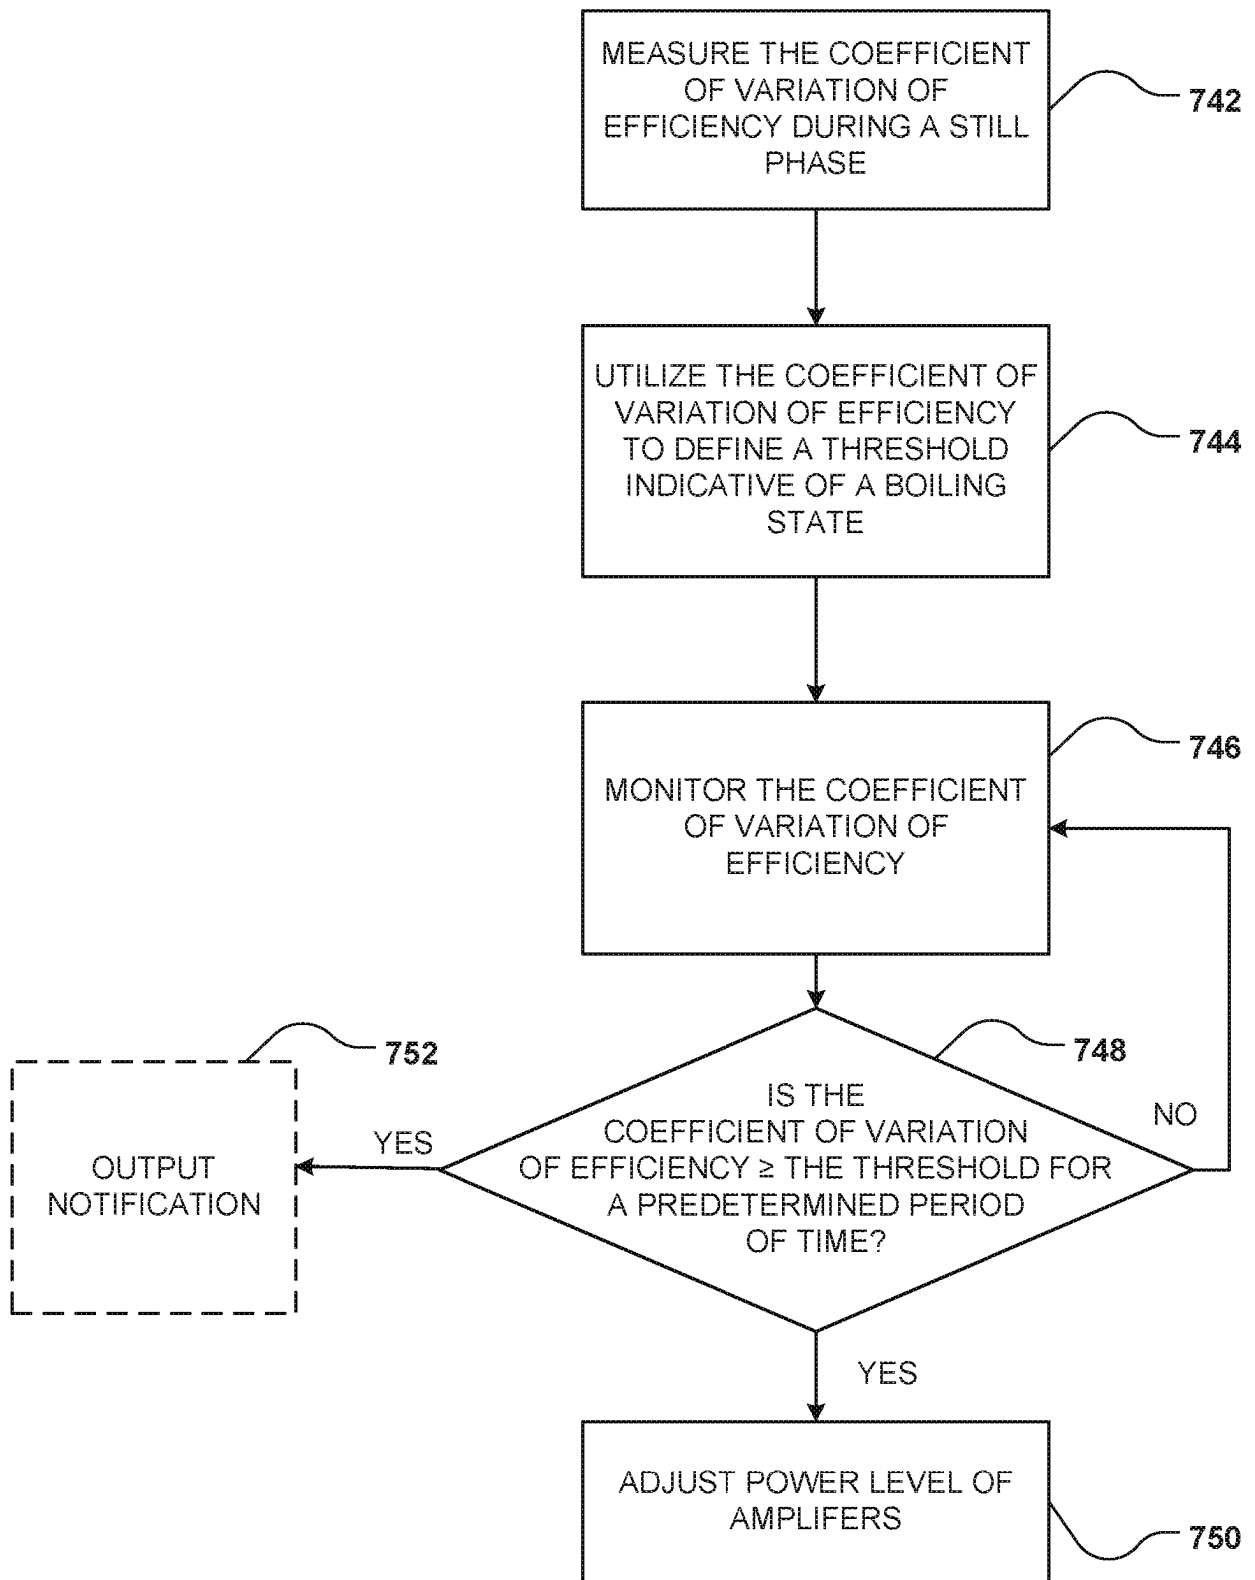 MEASURE THE COEFFICIENT
OF VARIATION OF
EFFICIENCY DURING A STILL
PHASE
742
UTILIZE THE COEFFICIENT OF
VARIATION OF EFFICIENCY
TO DEFINE A THRESHOLD
INDICATIVE OF A BOILING
STATE
744
746
MONITOR THE COEFFICIENT
OF VARIATION OF
EFFICIENCY
752
748
IS THE
COEFFICIENT OF VARIATION
OF EFFICIENCY ≥ THE THRESHOLD FOR
A PREDETERMINED PERIOD
OF TIME?
NO
YES
OUTPUT
NOTIFICATION
YES
ADJUST POWER LEVEL OF
AMPLIFERS
750